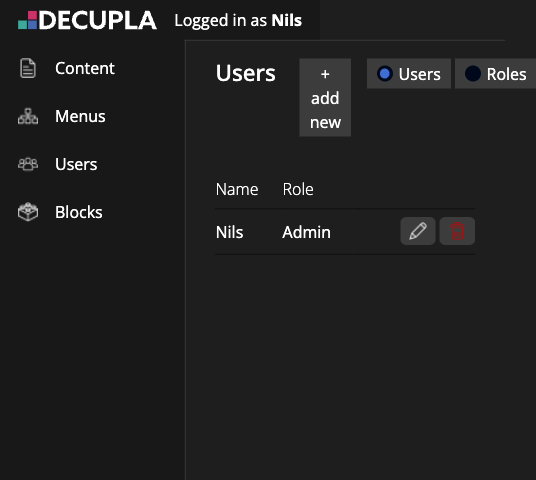 DECUPLA Logged in as Nils
Content
Menus
Users
Blocks
Users
+
add
new
Users
Roles
Name Role
Nils Admin